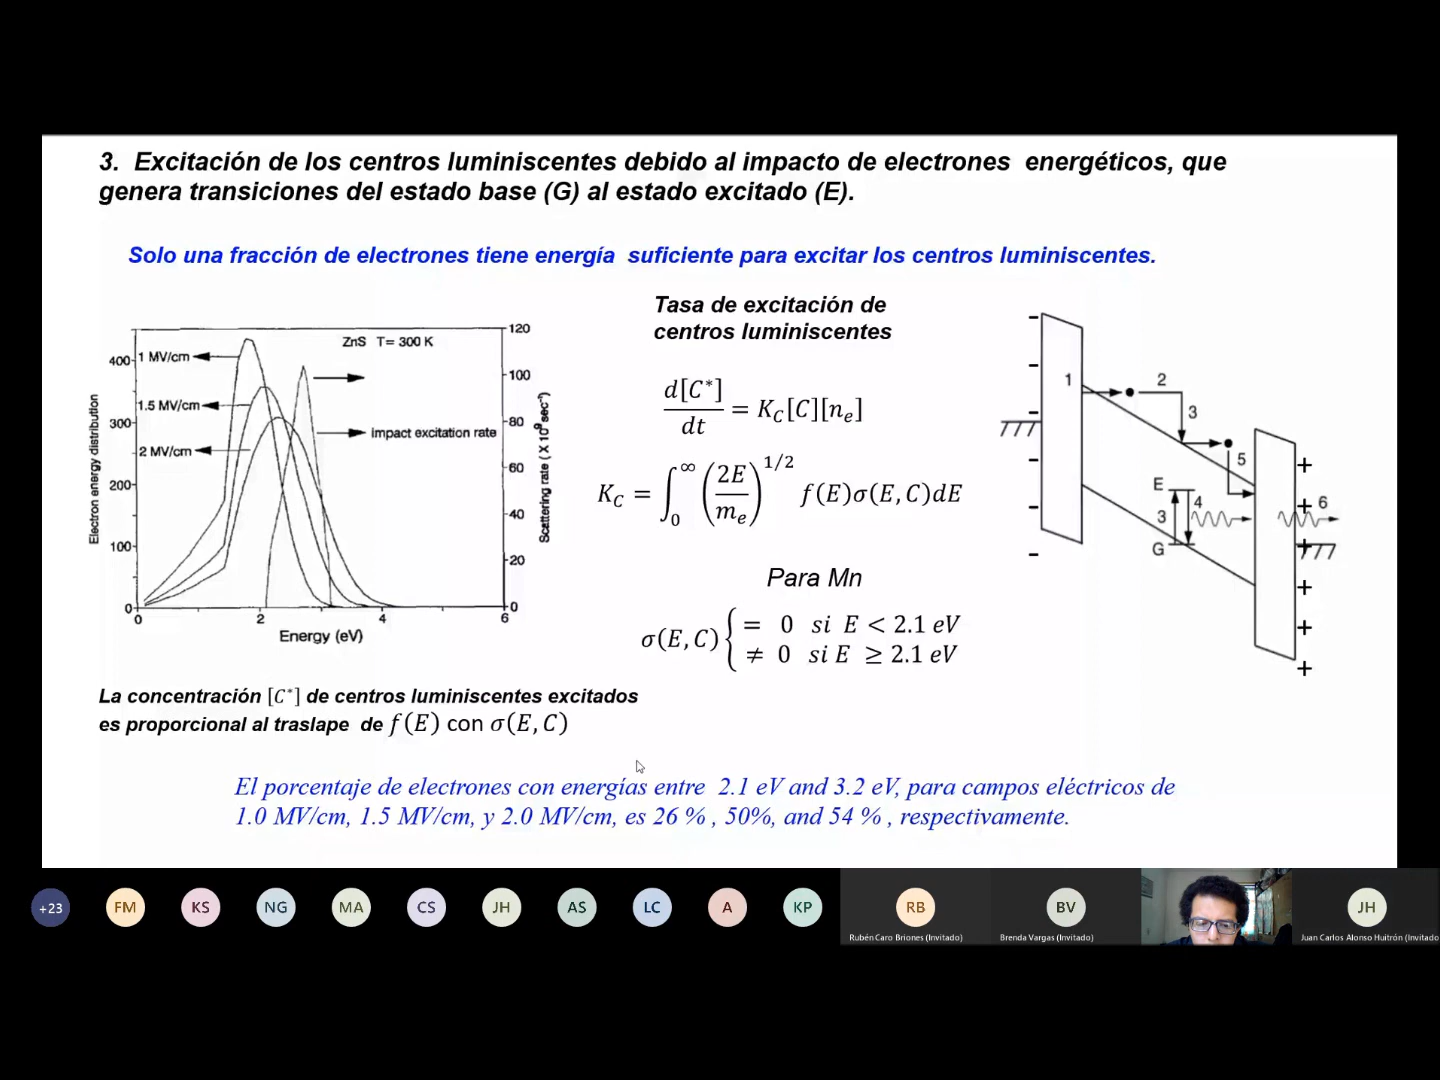 3. Excitación de los centros luminiscentes debido al impacto de electrones energéticos, que
genera transiciones del estado base (G) al estado excitado (E).
Solo una fracción de electrones tiene energía suficiente para excitar los centros luminiscentes.
Electron energy distribution
400
300
200
100
0
1 MV/cm
1.5 MV/cm
2 MV/cm
ZnS T= 300 K
impact excitation rate
120
100
80
60
40
20
0
Scattering rate ( X 10⁹ sec⁻¹)
0 2 4 6
Energy (eV)
Tasa de excitación de
centros luminiscentes
d[C*]/dt = K_C[C][n_e]
K_C = ∫₀^∞ (2E/m_e)^1/2 f(E)σ(E,C)dE
Para Mn
σ(E,C) { = 0 si E < 2.1 eV
≠ 0 si E ≥ 2.1 eV
1
2
3
5
E
3
4
G
6
La concentración [C*] de centros luminiscentes excitados
es proporcional al traslape de f(E) con σ(E,C)
El porcentaje de electrones con energías entre 2.1 eV and 3.2 eV, para campos eléctricos de
1.0 MV/cm, 1.5 MV/cm, y 2.0 MV/cm, es 26 % , 50%, and 54 % , respectivamente.
+23 FM KS NG MA CS JH AS LC A KP RB BV JH
Rubén Caro Briones (Invitado)
Brenda Vargas (Invitado)
Juan Carlos Alonso Huitrón (Invitado